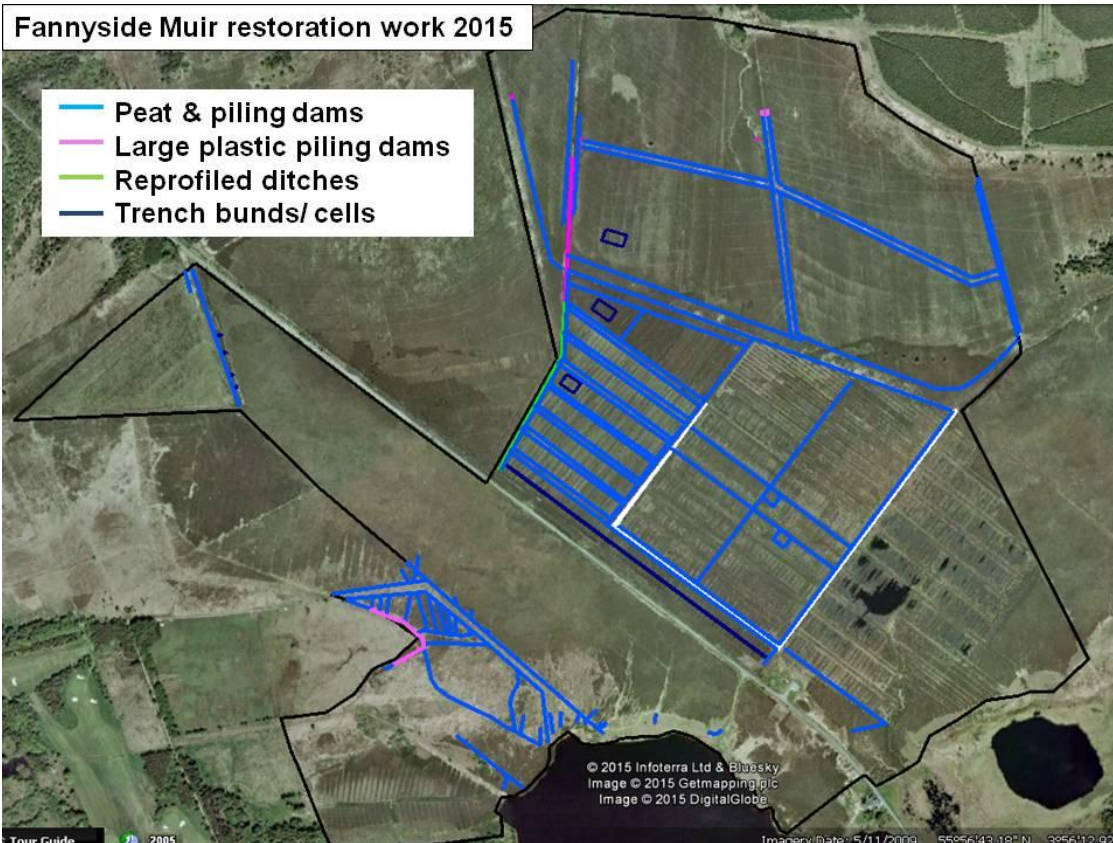 Fannyside Muir restoration work 2015
Peat & piling dams
Large plastic piling dams
Reprofiled ditches
Trench bunds/ cells
© 2015 Infoterra Ltd & Bluesky
Image © 2015 Getmapping plc
Image © 2015 DigitalGlobe
Tour Guide 2005 Imagery Date: 5/11/2009 55°56'43.18" N